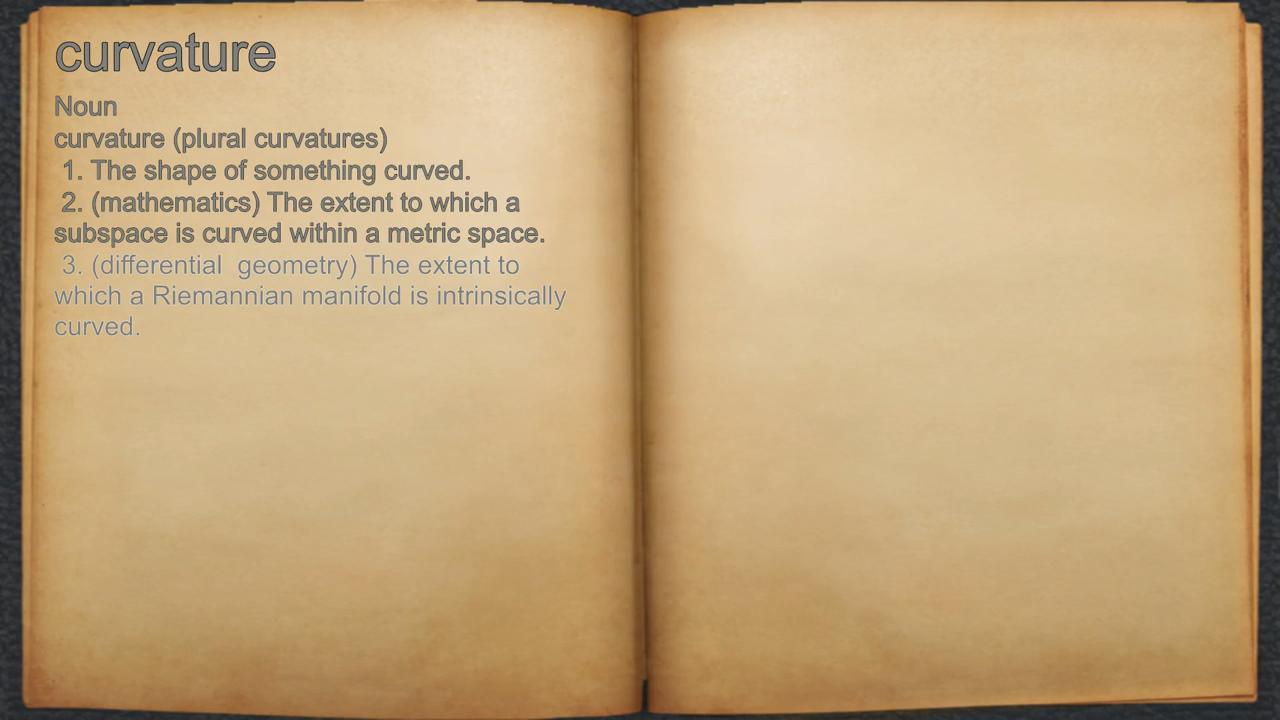 curvature
Noun
curvature (plural curvatures)
1. The shape of something curved.
2. (mathematics) The extent to which a
subspace is curved within a metric space.
3. (differential  geometry) The extent to
which a Riemannian manifold is intrinsically
curved.